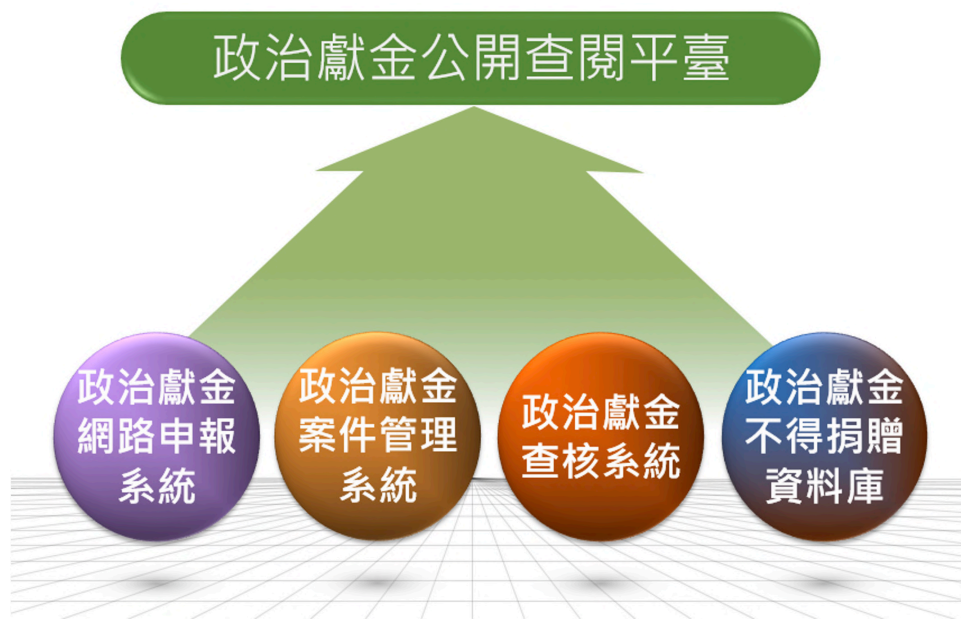 政治獻金公開查閱平臺
政治獻金
網路申報
系統
政治獻金
案件管理
系統
政治獻金
查核系統
政治獻金
不得捐贈
資料庫